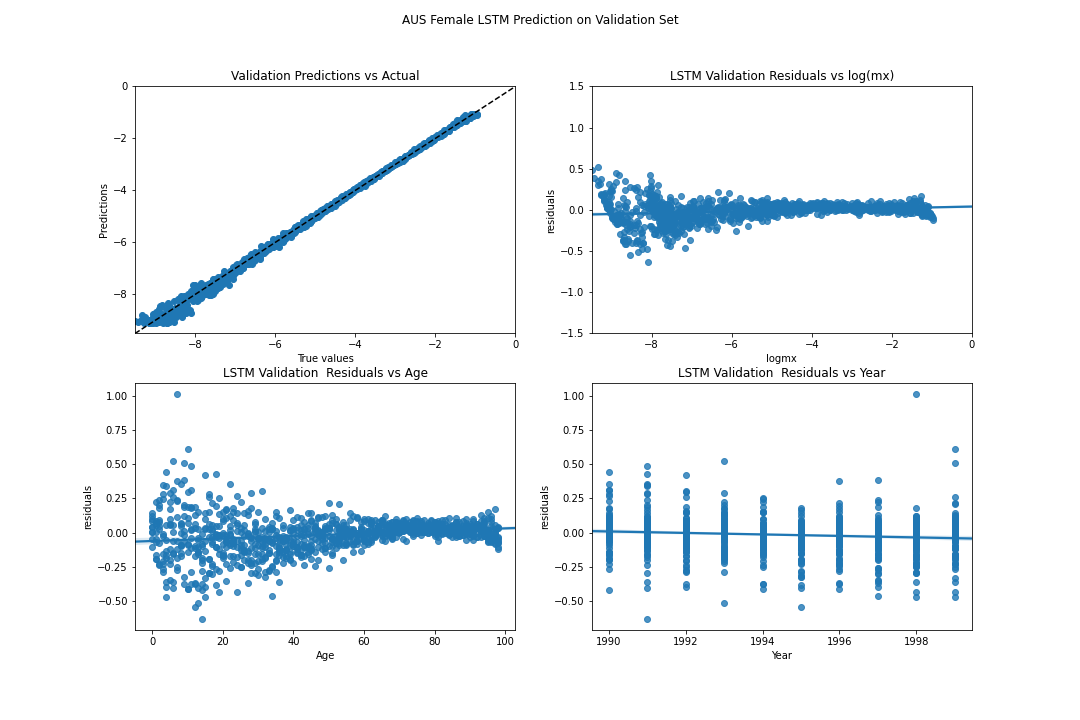 AUS Female LSTM Prediction on Validation Set
Validation Predictions vs Actual
0
−2
−4
−6
−8
Predictions
−8 −6 −4 −2 0
True values
LSTM Validation Residuals vs log(mx)
1.5
1.0
0.5
0.0
−0.5
−1.0
−1.5
residuals
−8 −6 −4 −2 0
logmx
LSTM Validation  Residuals vs Age
1.00
0.75
0.50
0.25
0.00
−0.25
−0.50
residuals
0 20 40 60 80 100
Age
LSTM Validation  Residuals vs Year
1.00
0.75
0.50
0.25
0.00
−0.25
−0.50
residuals
1990 1992 1994 1996 1998
Year